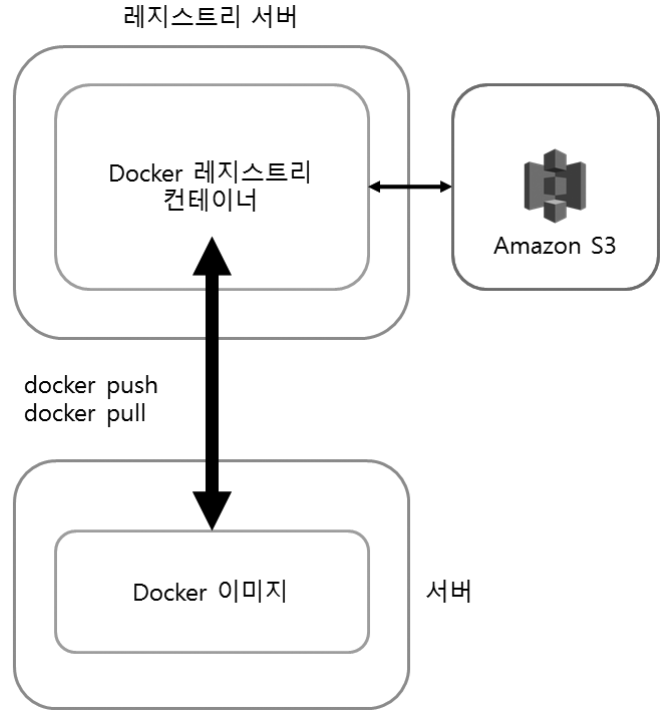 레지스트리 서버
Docker 레지스트리
컨테이너
Amazon S3
docker push
docker pull
Docker 이미지
서버